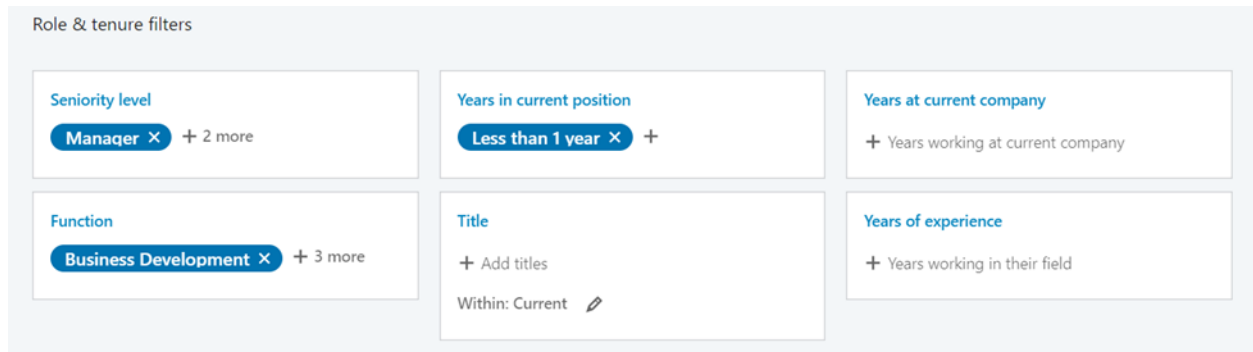 Role & tenure filters
Seniority level
Manager × + 2 more
Years in current position
Less than 1 year × +
Years at current company
+ Years working at current company
Function
Business Development × + 3 more
Title
+ Add titles
Within: Current
Years of experience
+ Years working in their field